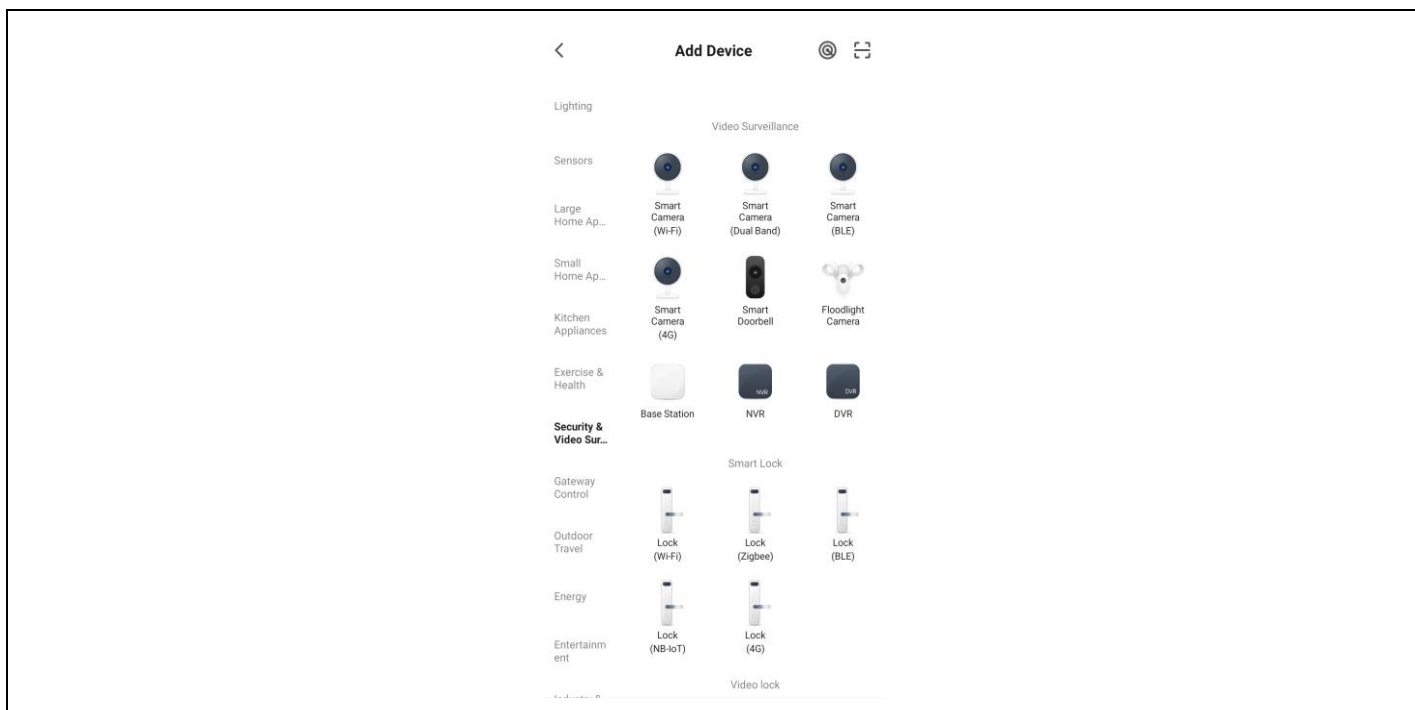 Add Device
Lighting
Sensors
Large
Home Ap...
Small
Home Ap...
Kitchen
Appliances
Exercise &
Health
Security &
Video Sur...
Gateway
Control
Outdoor
Travel
Energy
Entertainm
ent
Video Surveillance
Smart
Camera
(Wi-Fi)
Smart
Camera
(Dual Band)
Smart
Camera
(BLE)
Smart
Camera
(4G)
Smart
Doorbell
Floodlight
Camera
Base Station
NVR
NVR
DVR
DVR
Smart Lock
Lock
(Wi-Fi)
Lock
(Zigbee)
Lock
(BLE)
Lock
(NB-IoT)
Lock
(4G)
Video lock